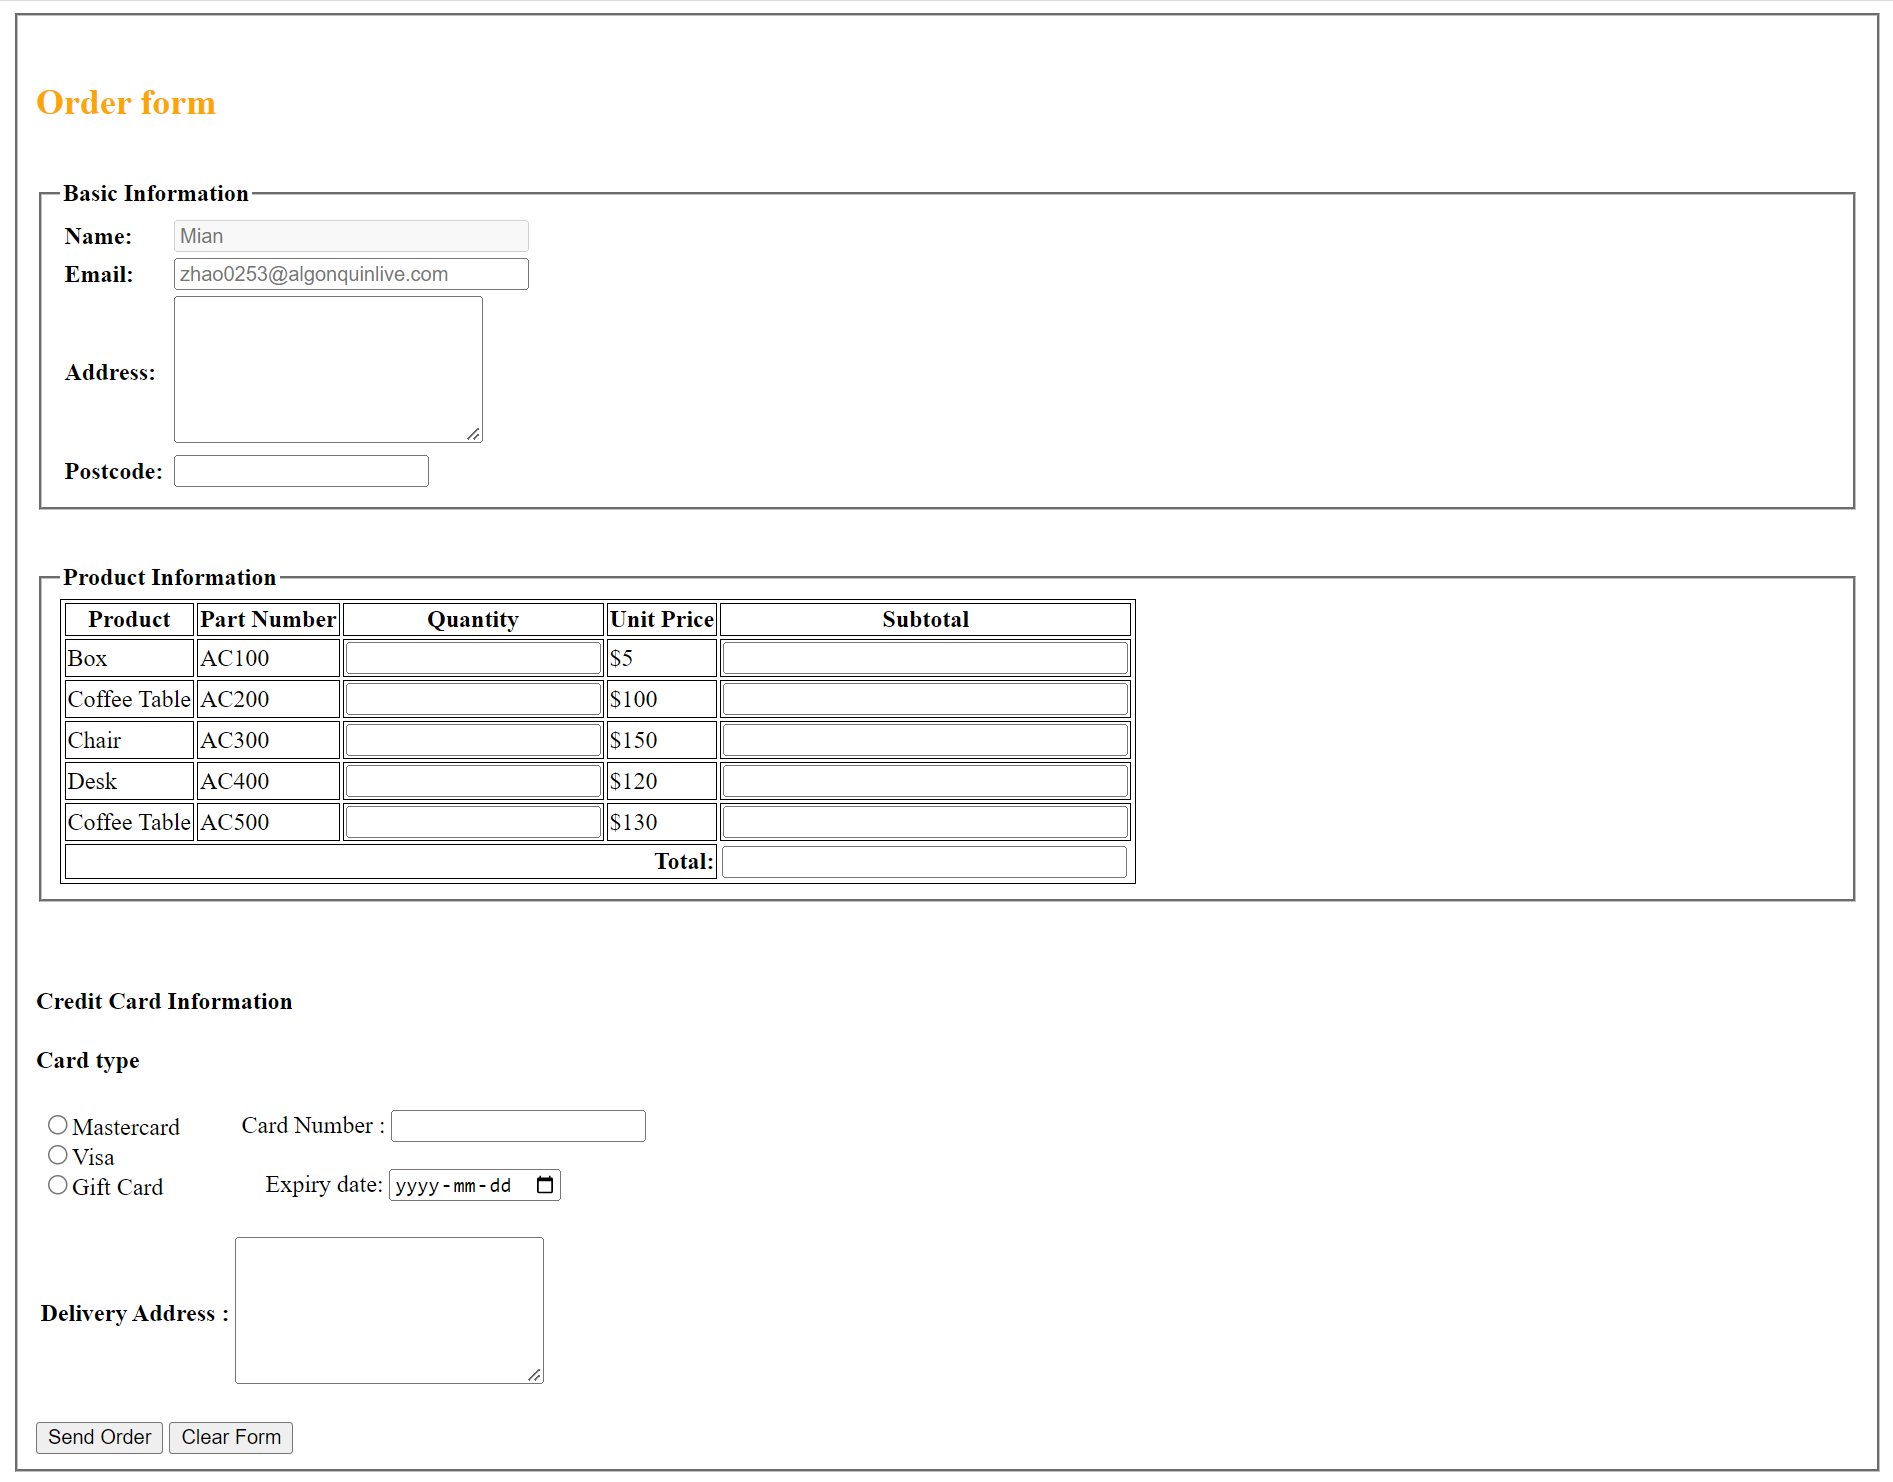 Order form
Basic Information
Name: Mian
Email: zhao0253@algonquinlive.com
Address:
Postcode:
Product Information
Product Part Number Quantity Unit Price Subtotal
Box AC100 $5
Coffee Table AC200 $100
Chair AC300 $150
Desk AC400 $120
Coffee Table AC500 $130
Total:
Credit Card Information
Card type
Mastercard Card Number :
Visa
Gift Card Expiry date: yyyy-mm-dd
Delivery Address :
Send Order Clear Form